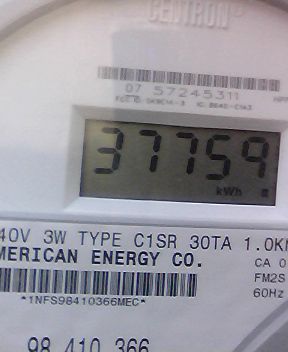 CENTRON®
07 57245311
37759
kWh
40V 3W TYPE C1SR 30TA 1.0K
MERICAN ENERGY CO.
CA 0
FM2S
60Hz
*1NFS98410366MEC*
98 410 366